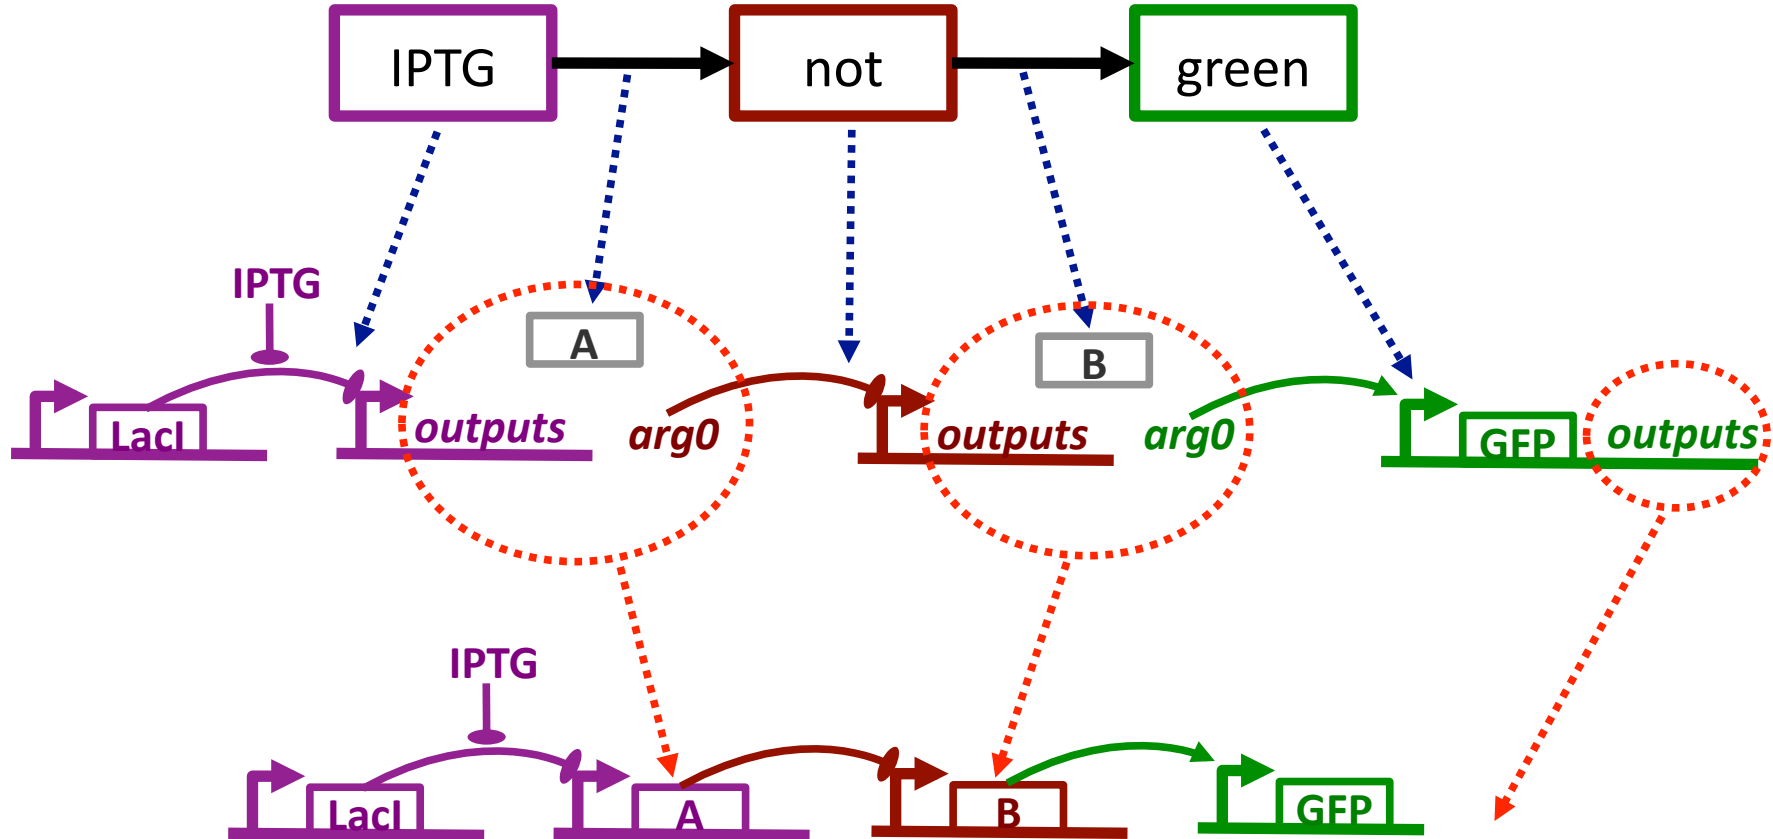 IPTG
not
green
IPTG
A
B
LacI
outputs
arg0
outputs
arg0
GFP
outputs
IPTG
LacI
A
B
GFP